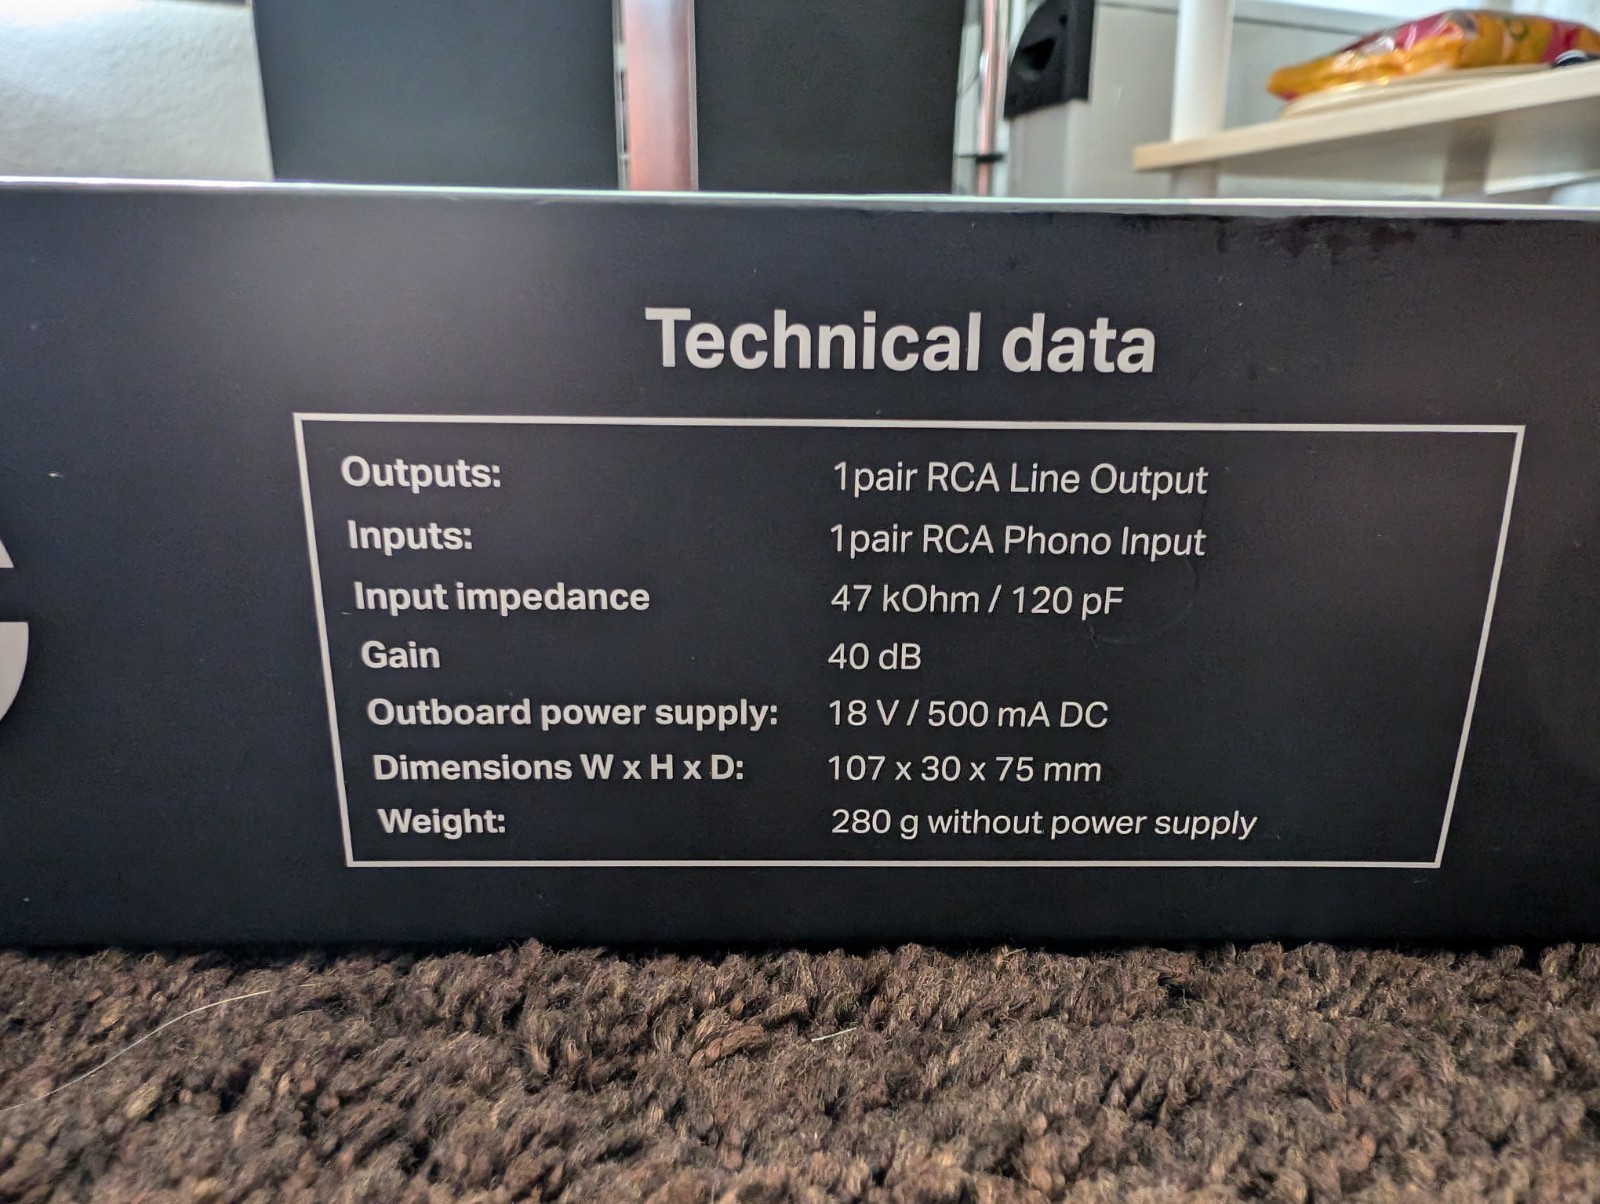 Technical data
Outputs: 1pair RCA Line Output
Inputs: 1pair RCA Phono Input
Input impedance 47 kOhm / 120 pF
Gain 40 dB
Outboard power supply: 18 V / 500 mA DC
Dimensions W x H x D: 107 x 30 x 75 mm
Weight: 280 g without power supply